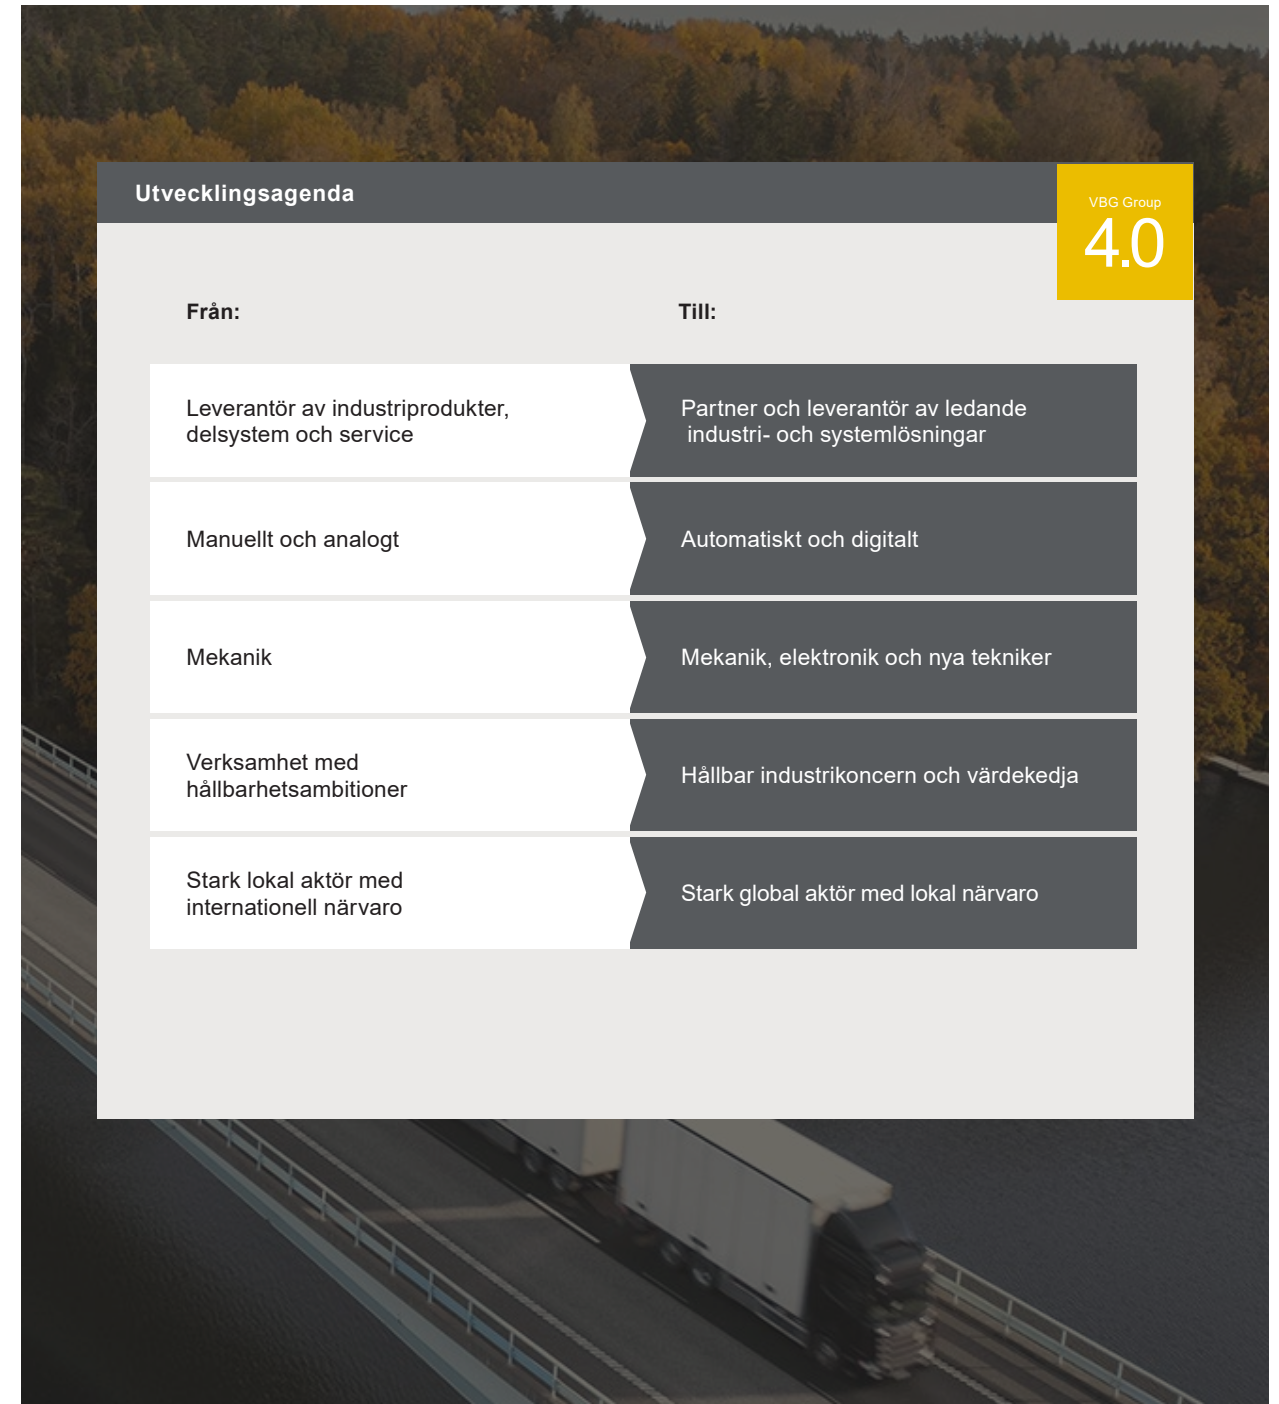 Utvecklingsagenda
VBG Group
4.0
Från:
Till:
Leverantör av industriprodukter,
delsystem och service
Partner och leverantör av ledande
industri- och systemlösningar
Manuellt och analogt
Automatiskt och digitalt
Mekanik
Mekanik, elektronik och nya tekniker
Verksamhet med
hållbarhetsambitioner
Hållbar industrikoncern och värdekedja
Stark lokal aktör med
internationell närvaro
Stark global aktör med lokal närvaro